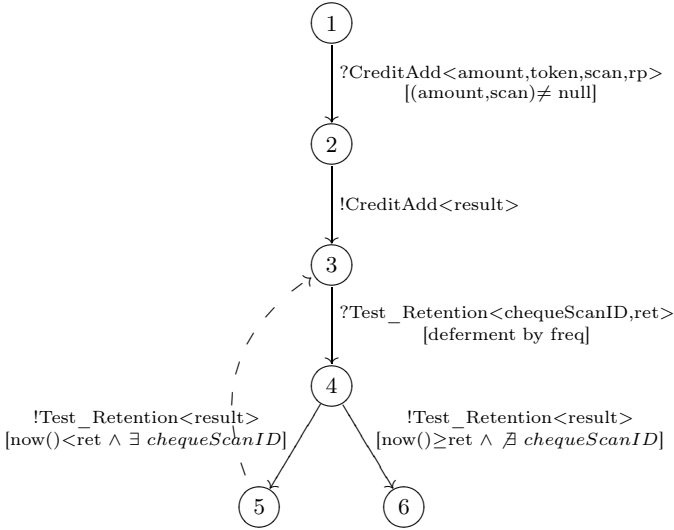 1
?CreditAdd<amount,token,scan,rp>
[(amount,scan)≠ null]
2
!CreditAdd<result>
3
?Test_Retention<chequeScanID,ret>
[deferment by freq]
4
!Test_Retention<result>
[now()<ret ∧ ∃ chequeScanID]
!Test_Retention<result>
[now()≥ret ∧ ∄ chequeScanID]
5
6